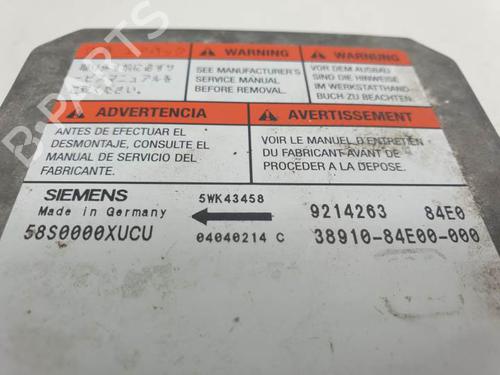 WARNING
SEE MANUFACTURER'S
SERVICE MANUAL
BEFORE REMOVAL.
WARNUNG
VOR DEM AUSBAU
SIND DIE HINWEISE
IM WERKSTATTHAND-
BUCH ZU BEACHTEN.
ADVERTENCIA
ANTES DE EFECTUAR EL
DESMONTAJE, CONSULTE EL
MANUAL DE SERVICIO DEL
FABRICANTE.
AVERTISSEMENT
VOIR LE MANUEL D'ENTRETIEN
DU FABRICANT AVANT DE
PROCÉDER À LA DEPOSE.
SIEMENS
Made in Germany
58S0000XUCU
5WK43458
04040214 C
9214263 84E0
38910-84E00-000
B-Parts